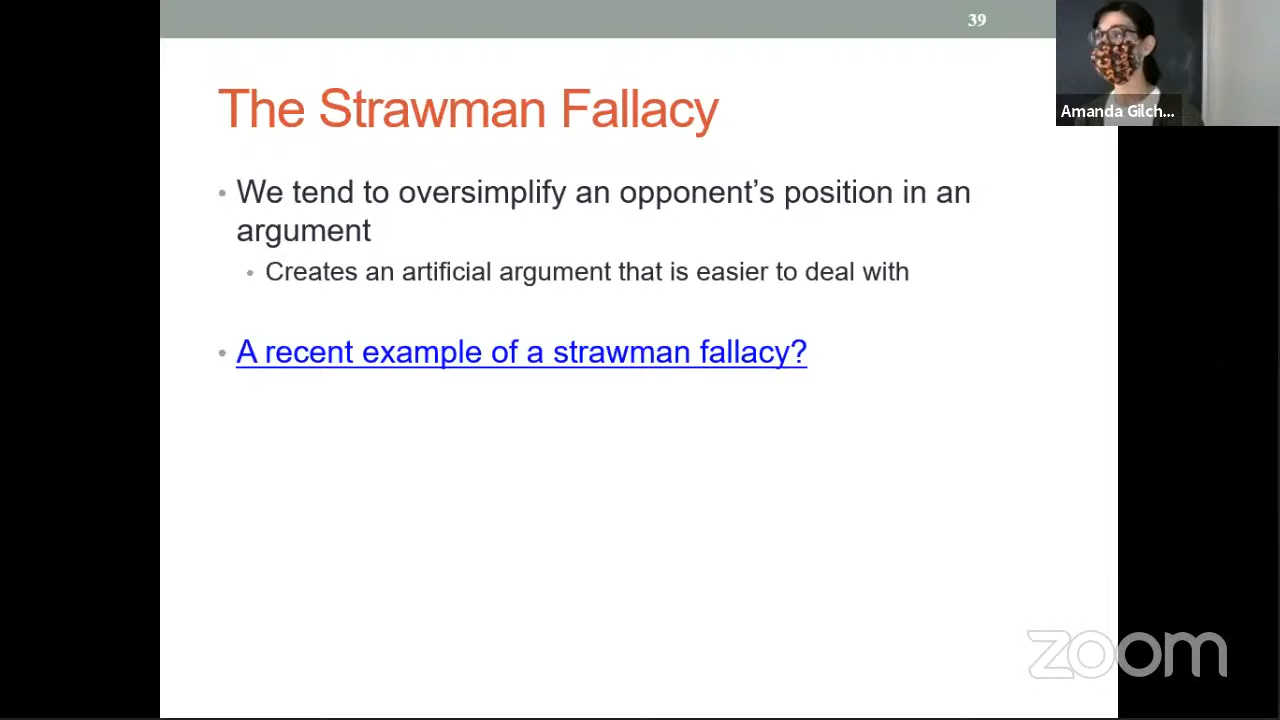 39
Amanda Gilch...
The Strawman Fallacy
• We tend to oversimplify an opponent’s position in an
argument
• Creates an artificial argument that is easier to deal with
• A recent example of a strawman fallacy?
zoom